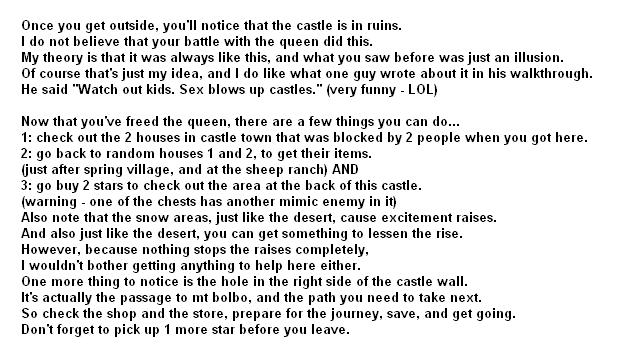 Once you get outside, you'll notice that the castle is in ruins.
I do not believe that your battle with the queen did this.
My theory is that it was always like this, and what you saw before was just an illusion.
Of course that's just my idea, and I do like what one guy wrote about it in his walkthrough.
He said "Watch out kids. Sex blows up castles." (very funny - LOL)
Now that you've freed the queen, there are a few things you can do...
1: check out the 2 houses in castle town that was blocked by 2 people when you got here.
2: go back to random houses 1 and 2, to get their items.
(just after spring village, and at the sheep ranch) AND
3: go buy 2 stars to check out the area at the back of this castle.
(warning - one of the chests has another mimic enemy in it)
Also note that the snow areas, just like the desert, cause excitement raises.
And also just like the desert, you can get something to lessen the rise.
However, because nothing stops the raises completely,
I wouldn't bother getting anything to help here either.
One more thing to notice is the hole in the right side of the castle wall.
It's actually the passage to mt bolbo, and the path you need to take next.
So check the shop and the store, prepare for the journey, save, and get going.
Don't forget to pick up 1 more star before you leave.